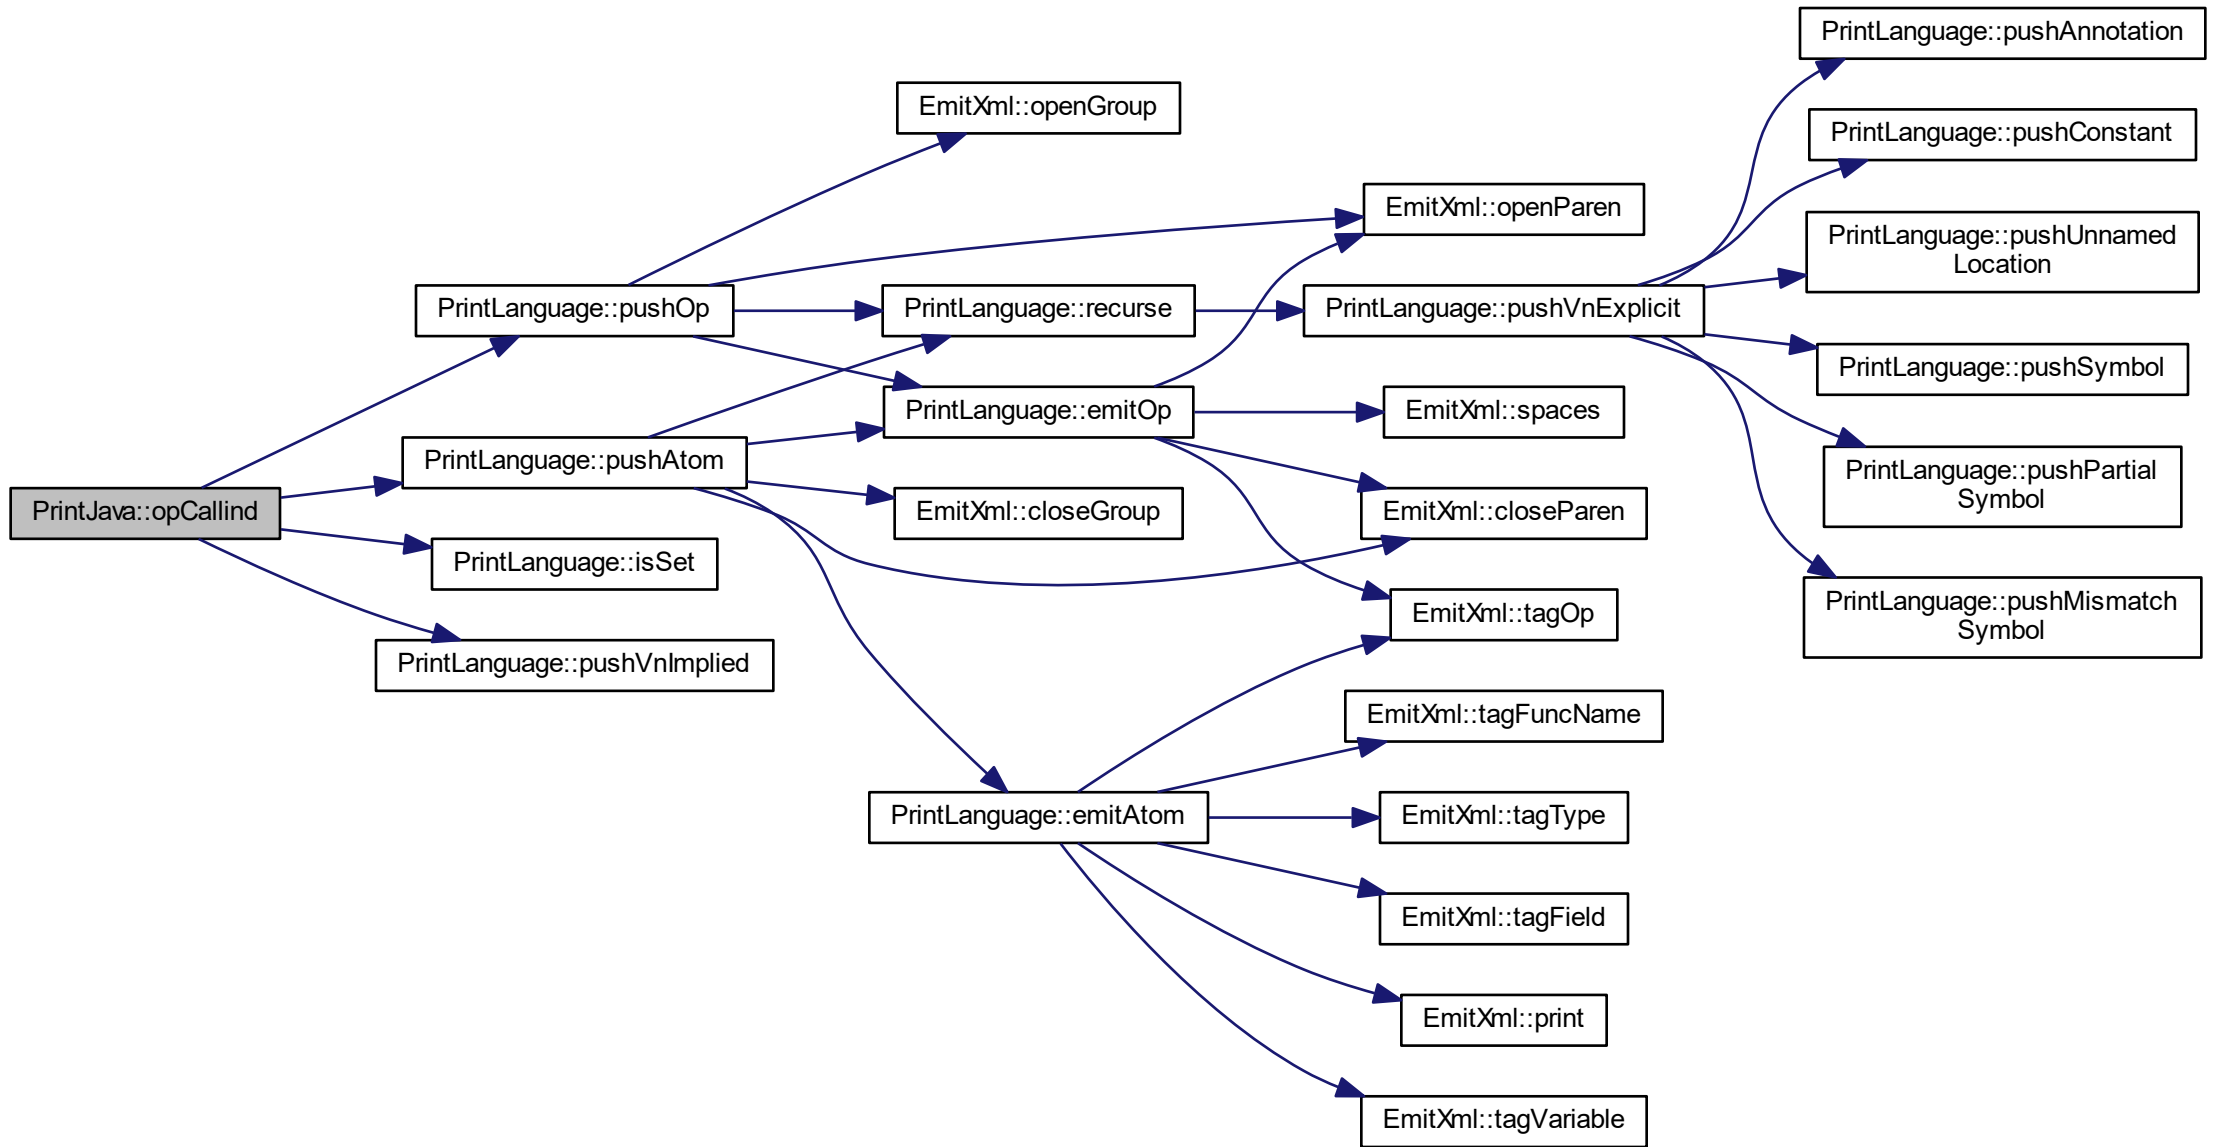 PrintLanguage::pushAnnotation
EmitXml::openGroup
PrintLanguage::pushConstant
EmitXml::openParen
PrintLanguage::pushUnnamed
Location
PrintLanguage::pushOp
PrintLanguage::recurse
PrintLanguage::pushVnExplicit
PrintLanguage::pushSymbol
PrintLanguage::emitOp
EmitXml::spaces
PrintLanguage::pushAtom
PrintLanguage::pushPartial
Symbol
PrintJava::opCallind
EmitXml::closeGroup
EmitXml::closeParen
PrintLanguage::isSet
PrintLanguage::pushMismatch
Symbol
EmitXml::tagOp
PrintLanguage::pushVnImplied
EmitXml::tagFuncName
PrintLanguage::emitAtom
EmitXml::tagType
EmitXml::tagField
EmitXml::print
EmitXml::tagVariable